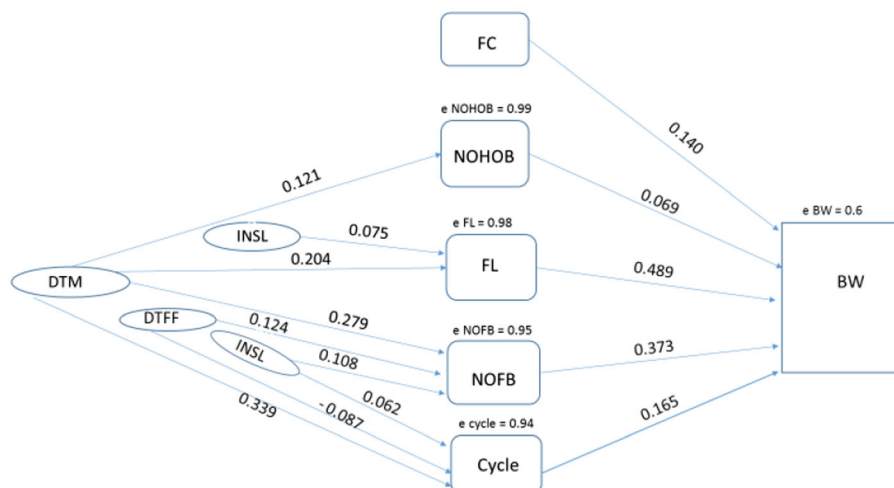 FC
e NOHOB = 0.99
NOHOB
0.140
0.121
0.069
e BW = 0.6
INSL
0.075
e FL = 0.98
FL
0.204
0.489
DTM
BW
DTFF
0.279
0.124
e NOFB = 0.95
INSL
0.108
NOFB
0.373
0.339
-0.087
0.062
e cycle = 0.94
Cycle
0.165